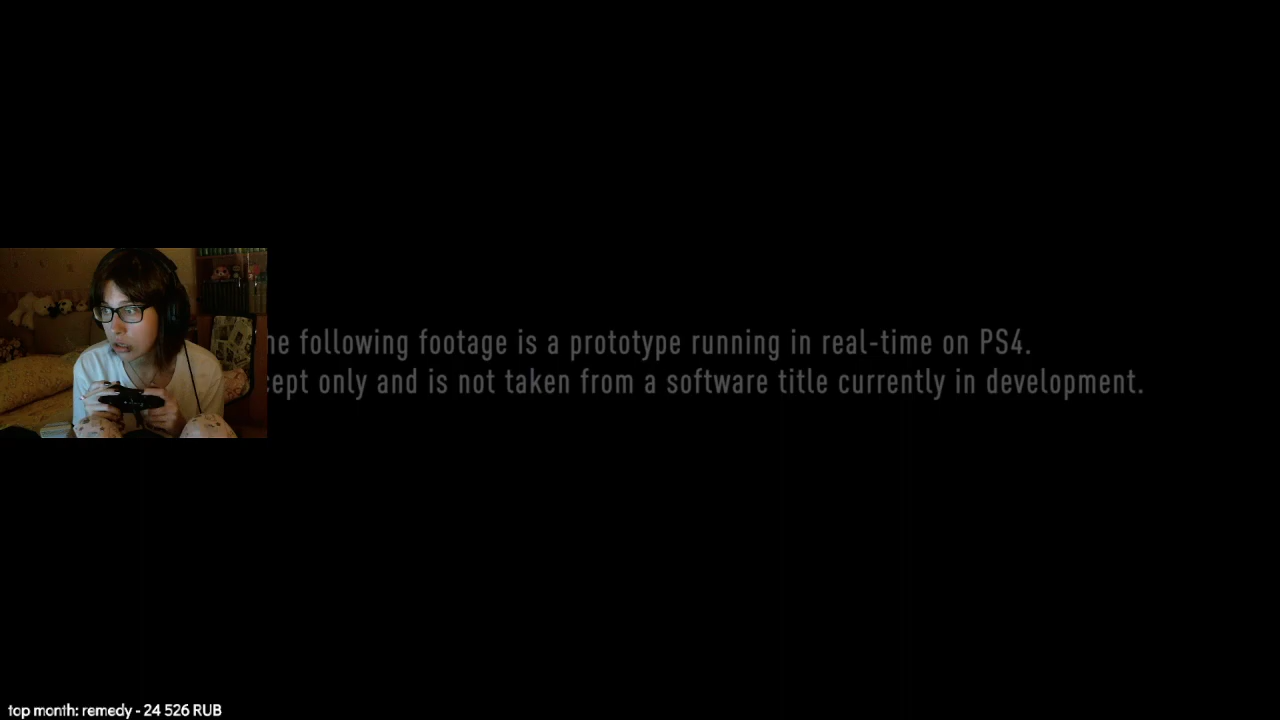 he following footage is a prototype running in real-time on PS4.
cept only and is not taken from a software title currently in development.
top month: remedy - 24 526 RUB